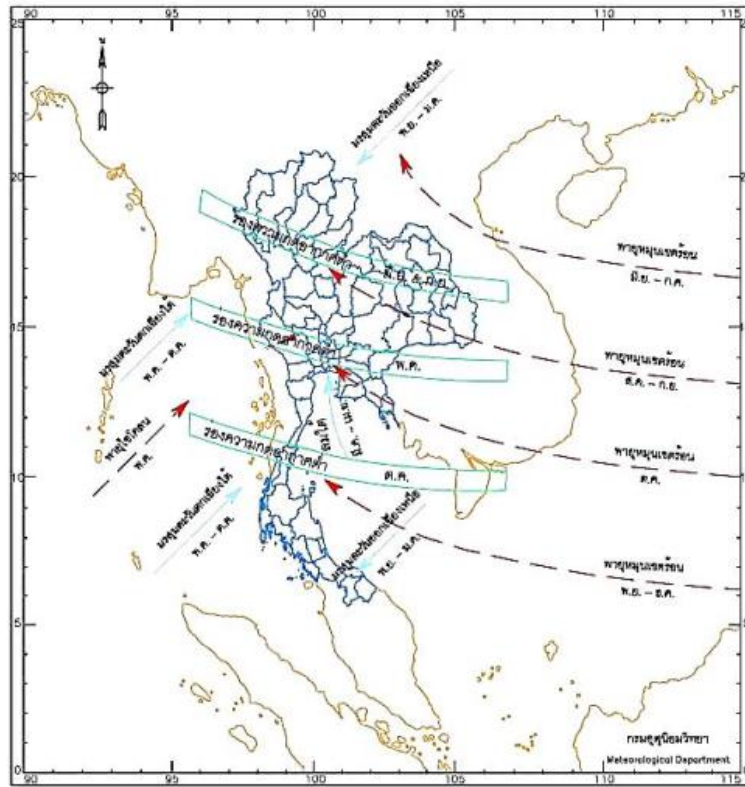 90 95 100 105 110 115
25
N
มรสุมตะวันออกเฉียงเหนือ
พ.ย. - ม.ค.
20 20
ร่องความกดอากาศต่ำ
พายุหมุนเขตร้อน
มิ.ย. - ก.ค.
15 15
มรสุมตะวันตกเฉียงใต้
พ.ค. - ต.ค.
ร่องความกดอากาศต่ำ พ.ค.
พายุหมุนเขตร้อน
ส.ค. - ก.ย.
พายุไซโคลน
พ.ค.
ร่องความกดอากาศต่ำ ต.ค.
พายุหมุนเขตร้อน
ต.ค.
10 10
มรสุมตะวันตกเฉียงใต้
พ.ค. - ต.ค.
มรสุมตะวันออกเฉียงเหนือ
พ.ย. - ม.ค.
พายุหมุนเขตร้อน
พ.ย. - ธ.ค.
5
กรมอุตุนิยมวิทยา
Meteorological Department
0
90 95 100 105 110 115